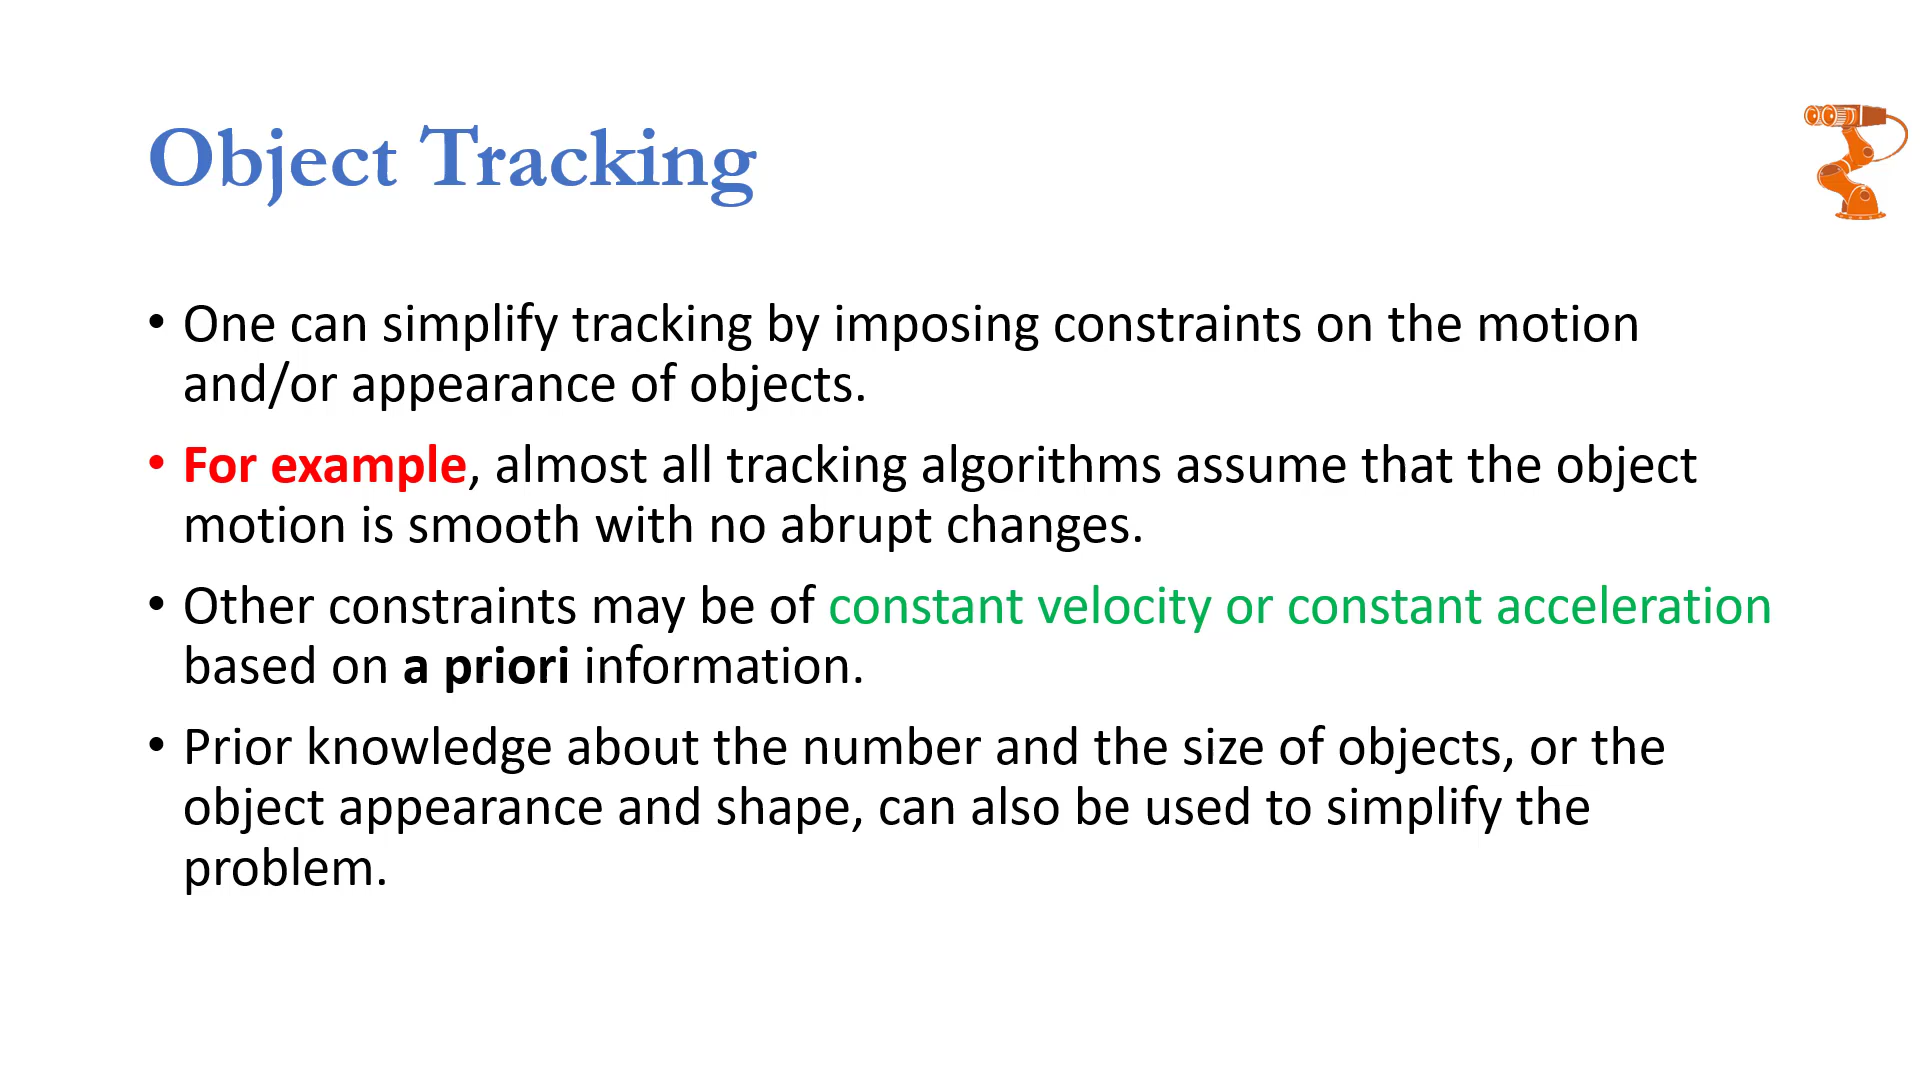 Object Tracking
• One can simplify tracking by imposing constraints on the motion
and/or appearance of objects.
• For example, almost all tracking algorithms assume that the object
motion is smooth with no abrupt changes.
• Other constraints may be of constant velocity or constant acceleration
based on a priori information.
• Prior knowledge about the number and the size of objects, or the
object appearance and shape, can also be used to simplify the
problem.